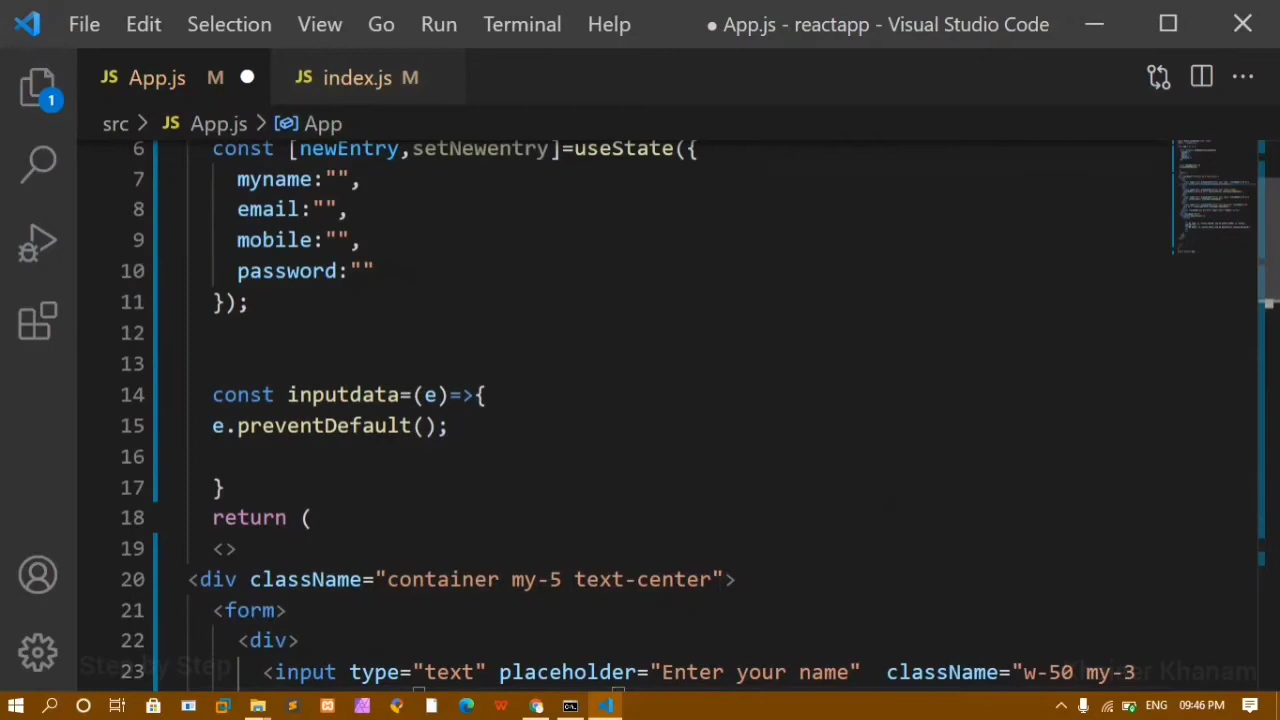 File Edit Selection View Go Run Terminal Help ● App.js - reactapp - Visual Studio Code
JS App.js M ● JS index.js M
src > JS App.js > App
1
6 const [newEntry,setNewentry]=useState({
7 myname:"",
8 email:"",
9 mobile:"",
10 password:""
11 });
12
13
14 const inputdata=(e)=>{
15 e.preventDefault();
16
17 }
18 return (
19 <>
20 <div className="container my-5 text-center">
21 <form>
22 <div>
23 <input type="text" placeholder="Enter your name" className="w-50 my-3
Step by Step
Khanam
ENG 09:46 PM